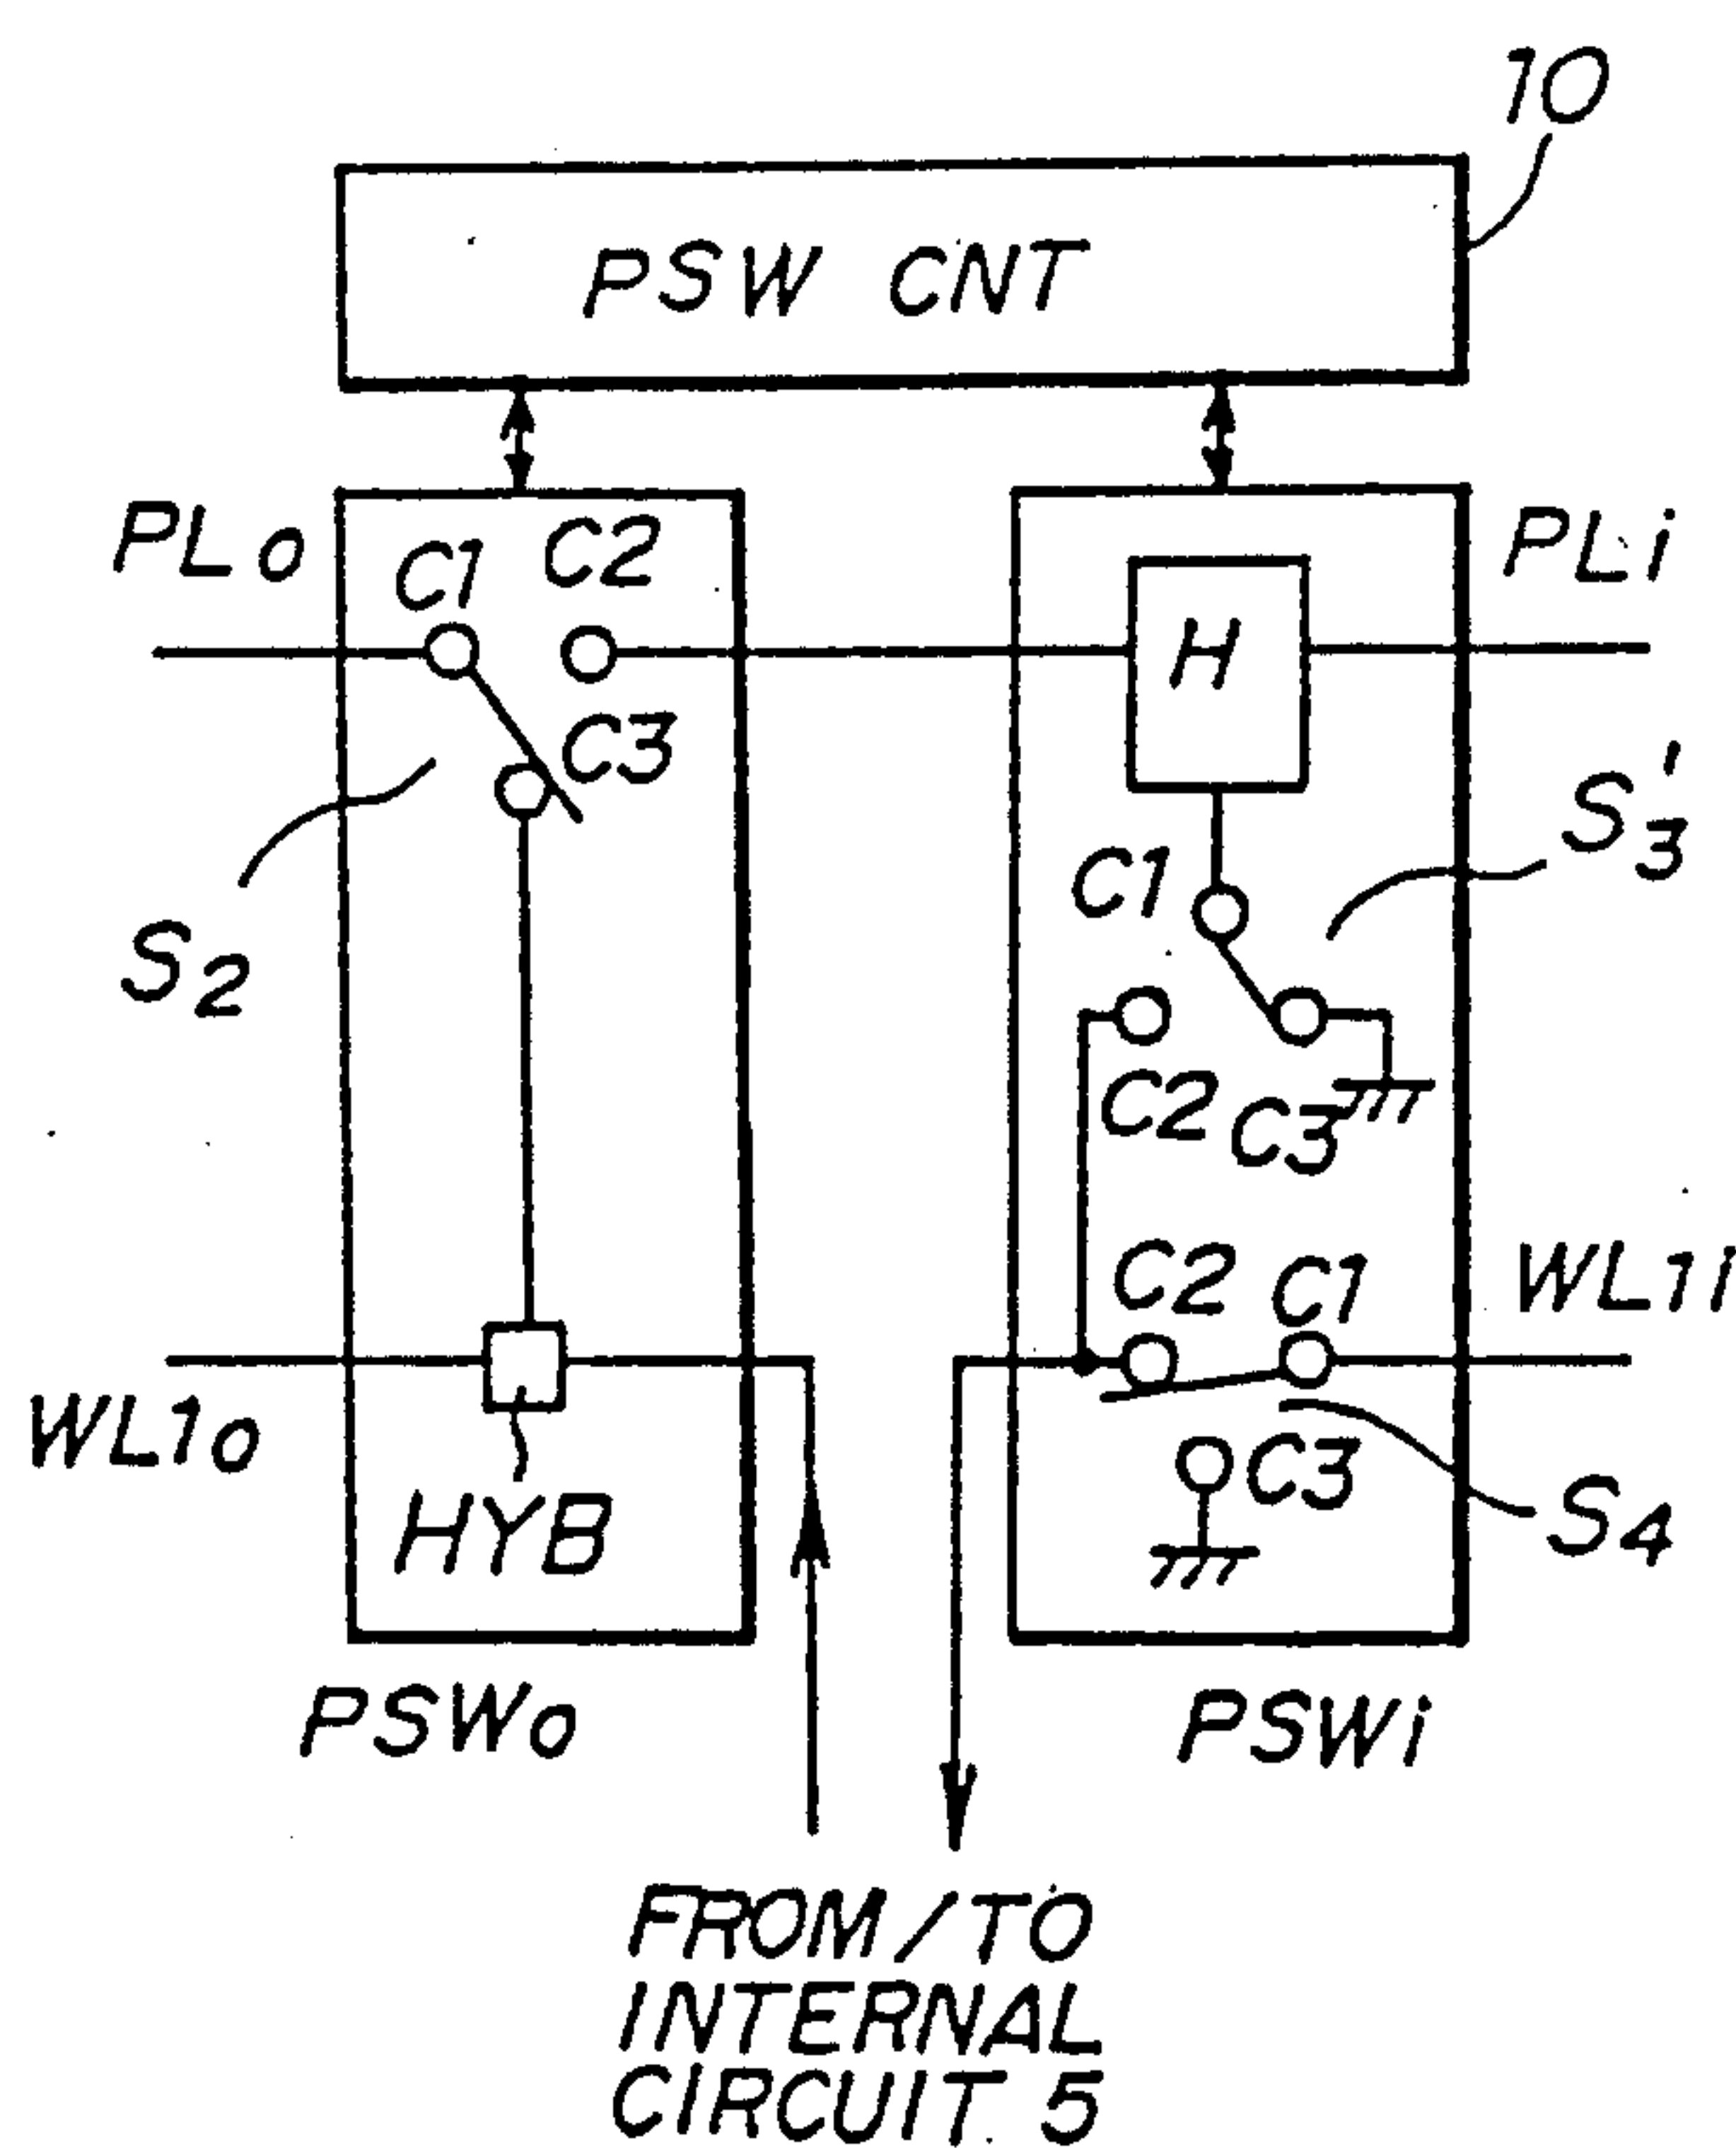 10
PSW CNT
PLo
C1
C2
PLi
H
C3
S3'
C1
S2
C2
C3
C2
C1
WL1i
WL1o
C3
HYB
S4
PSWo
PSWi
FROM/TO
INTERNAL
CIRCUIT 5